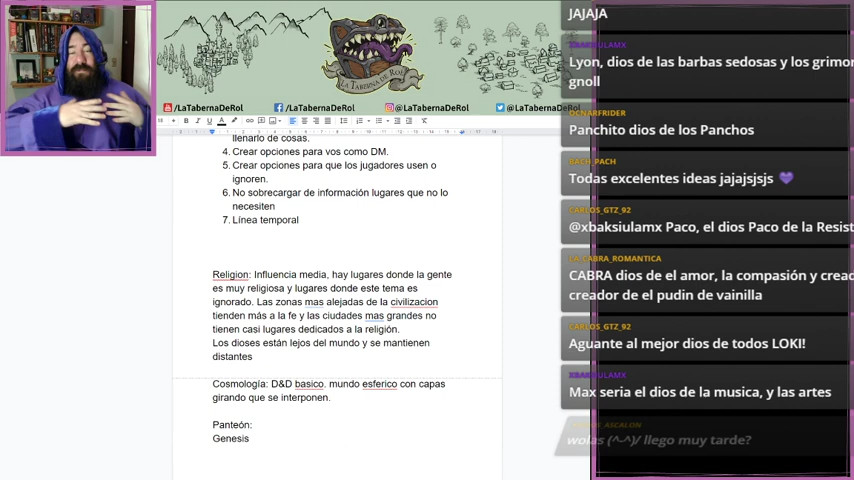 LA TABERNA DE ROL
/LaTabernaDeRol
/LaTabernaDeRol
@LaTabernaDeRol
@LaTabernaDeRol
llenarlo de cosas.
4. Crear opciones para vos como DM.
5. Crear opciones para que los jugadores usen o
ignoren.
6. No sobrecargar de información lugares que no lo
necesiten
7. Línea temporal
Religion: Influencia media, hay lugares donde la gente
es muy religiosa y lugares donde este tema es
ignorado. Las zonas mas alejadas de la civilizacion
tienden más a la fe y las ciudades mas grandes no
tienen casi lugares dedicados a la religión.
Los dioses están lejos del mundo y se mantienen
distantes
Cosmología: D&D basico. mundo esferico con capas
girando que se interponen.
Panteón:
Genesis
JAJAJA
XBAKSIULAMX
Lyon, dios de las barbas sedosas y los grimor
gnoll
OCNARFRIDER
Panchito dios de los Panchos
BACH_PACH
Todas excelentes ideas jajajsjsjs 💜
CARLOS_GTZ_92
@xbaksiulamx Paco, el dios Paco de la Resist
LA_CABRA_ROMANTICA
CABRA dios de el amor, la compasión y cread
creador de el pudin de vainilla
CARLOS_GTZ_92
Aguante al mejor dios de todos LOKI!
XBAKSIULAMX
Max seria el dios de la musica, y las artes
_ASCALON
wolas (^-^)/ llego muy tarde?